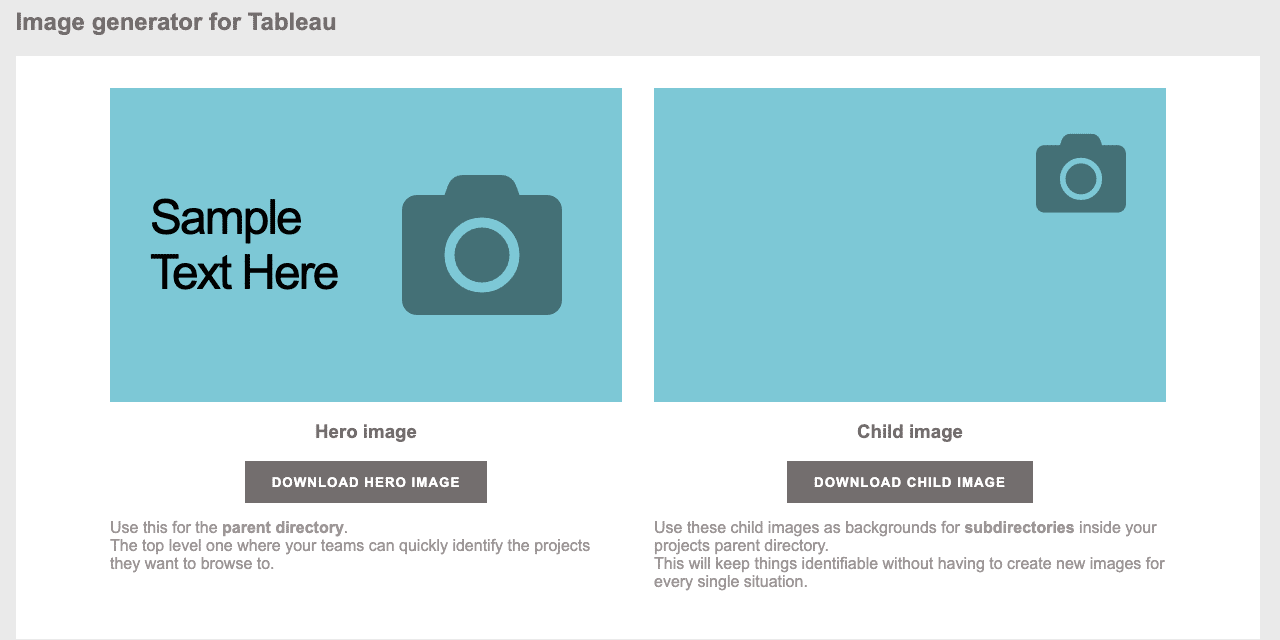 Image generator for Tableau
Sample
Text Here
Hero image
DOWNLOAD HERO IMAGE
Use this for the parent directory.
The top level one where your teams can quickly identify the projects
they want to browse to.
Child image
DOWNLOAD CHILD IMAGE
Use these child images as backgrounds for subdirectories inside your
projects parent directory.
This will keep things identifiable without having to create new images for
every single situation.